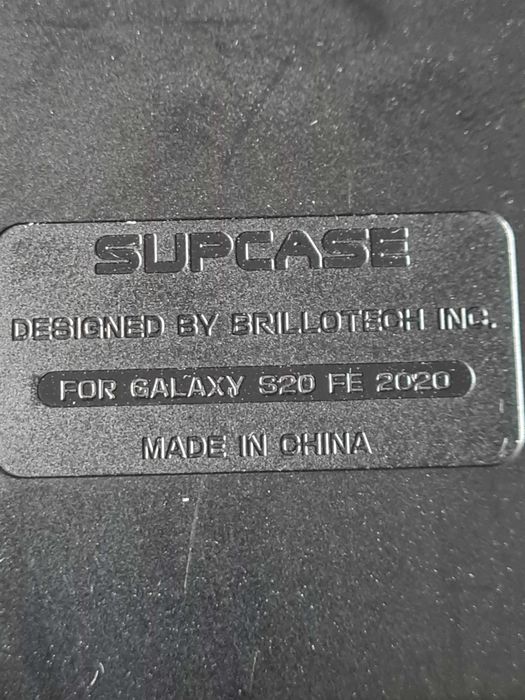 SUPCASE
DESIGNED BY BRILLOTECH INC.
FOR GALAXY S20 FE 2020
MADE IN CHINA